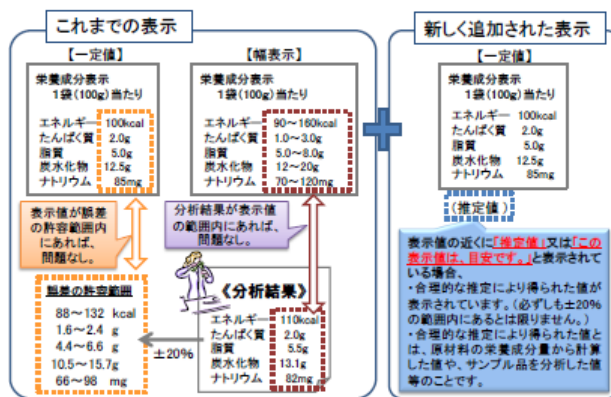 これまでの表示
【一定値】
栄養成分表示
1袋(100g)当たり
エネルギー 100kcal
たんぱく質 2.0g
脂質 5.0g
炭水化物 12.5g
ナトリウム 85mg
表示値が誤差
の許容範囲
内にあれば、
問題なし。
誤差の許容範囲
88～132 kcal
1.6～2.4 g
4.4～6.6 g
10.5～15.7g
66～98 mg
【幅表示】
栄養成分表示
1袋(100g)当たり
エネルギー 90～160kcal
たんぱく質 1.0～3.0g
脂質 5.0～8.0g
炭水化物 12～20g
ナトリウム 70～120mg
分析結果が表示値
の範囲内にあれば、
問題なし。
±20%
《分析結果》
エネルギー 110kcal
たんぱく質 2.0g
脂質 5.5g
炭水化物 13.1g
ナトリウム 82mg
新しく追加された表示
【一定値】
栄養成分表示
1袋(100g)当たり
エネルギー 100kcal
たんぱく質 2.0g
脂質 5.0g
炭水化物 12.5g
ナトリウム 85mg
(推定値)
表示値の近くに「推定値」又は「この
表示値は、目安です。」と表示されて
いる場合、
・合理的な推定により得られた値が
表示されています。(必ずしも±20%
の範囲内にあるとは限りません。)
・合理的な推定により得られた値と
は、原材料の栄養成分量から計算
した値や、サンプル品を分析した値
等のことです。